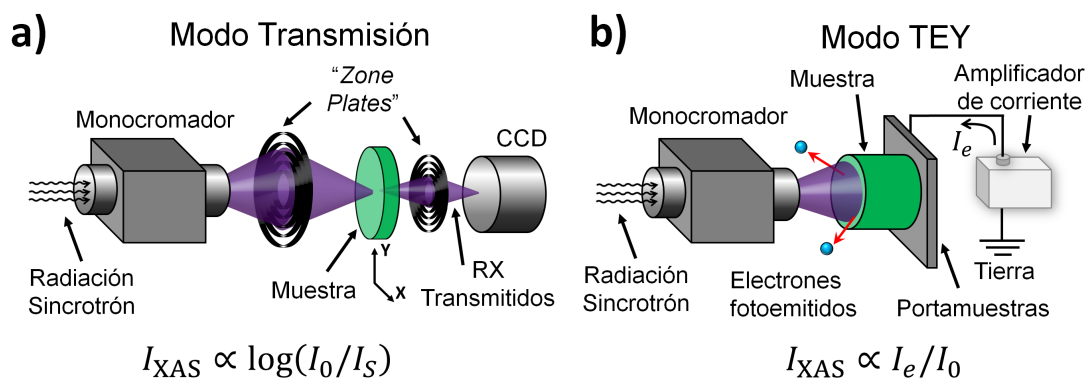 a)
Modo Transmisión
“Zone
Plates”
Monocromador
CCD
Radiación
Sincrotrón
Muestra
Y
X
RX
Transmitidos
I_XAS ∝ log(I_0/I_S)
b)
Modo TEY
Muestra
Amplificador
de corriente
Monocromador
I_e
Radiación
Sincrotrón
Electrones
fotoemitidos
Tierra
Portamuestras
I_XAS ∝ I_e/I_0